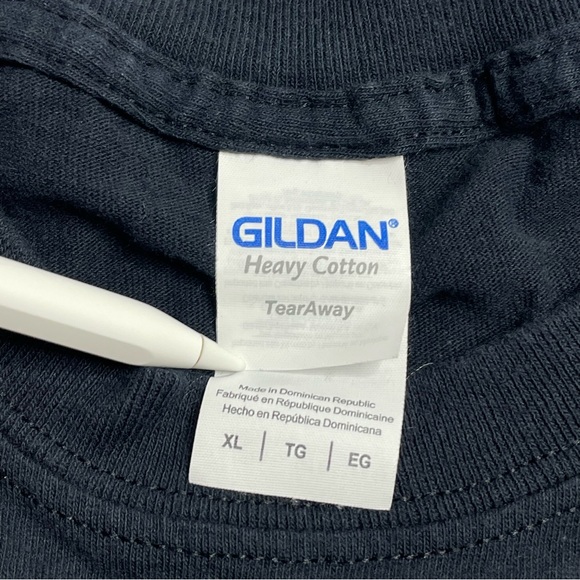 GILDAN®
Heavy Cotton
TearAway
Made in Dominican Republic
Fabriqué en République Dominicaine
Hecho en República Dominicana
XL | TG | EG